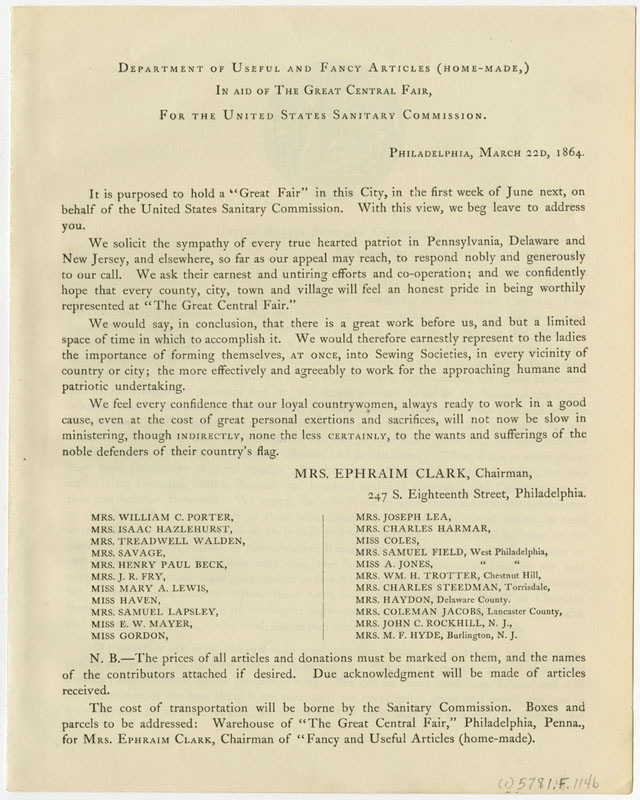 Department of Useful and Fancy Articles (home-made,)
In aid of The Great Central Fair,
For the United States Sanitary Commission.
Philadelphia, March 22d, 1864.
It is purposed to hold a "Great Fair" in this City, in the first week of June next, on
behalf of the United States Sanitary Commission. With this view, we beg leave to address
you.
We solicit the sympathy of every true hearted patriot in Pennsylvania, Delaware and
New Jersey, and elsewhere, so far as our appeal may reach, to respond nobly and generously
to our call. We ask their earnest and untiring efforts and co-operation; and we confidently
hope that every county, city, town and village will feel an honest pride in being worthily
represented at "The Great Central Fair."
We would say, in conclusion, that there is a great work before us, and but a limited
space of time in which to accomplish it. We would therefore earnestly represent to the ladies
the importance of forming themselves, AT ONCE, into Sewing Societies, in every vicinity of
country or city; the more effectively and agreeably to work for the approaching humane and
patriotic undertaking.
We feel every confidence that our loyal countrywomen, always ready to work in a good
cause, even at the cost of great personal exertions and sacrifices, will not now be slow in
ministering, though INDIRECTLY, none the less CERTAINLY, to the wants and sufferings of the
noble defenders of their country's flag.
MRS. EPHRAIM CLARK, Chairman,
247 S. Eighteenth Street, Philadelphia.
MRS. WILLIAM C. PORTER,
MRS. ISAAC HAZLEHURST,
MRS. TREADWELL WALDEN,
MRS. SAVAGE,
MRS. HENRY PAUL BECK,
MRS. J. R. FRY,
MISS MARY A. LEWIS,
MISS HAVEN,
MRS. SAMUEL LAPSLEY,
MISS E. W. MAYER,
MISS GORDON,
MRS. JOSEPH LEA,
MRS. CHARLES HARMAR,
MISS COLES,
MRS. SAMUEL FIELD, West Philadelphia,
MISS A. JONES, " "
MRS. WM. H. TROTTER, Chestnut Hill,
MRS. CHARLES STEEDMAN, Torrisdale,
MRS. HAYDON, Delaware County.
MRS. COLEMAN JACOBS, Lancaster County,
MRS. JOHN C. ROCKHILL, N. J.,
MRS. M. F. HYDE, Burlington, N. J.
N. B.—The prices of all articles and donations must be marked on them, and the names
of the contributors attached if desired. Due acknowledgment will be made of articles
received.
The cost of transportation will be borne by the Sanitary Commission. Boxes and
parcels to be addressed: Warehouse of "The Great Central Fair," Philadelphia, Penna.,
for Mrs. Ephraim Clark, Chairman of "Fancy and Useful Articles (home-made).
(1) 5781.F.114b